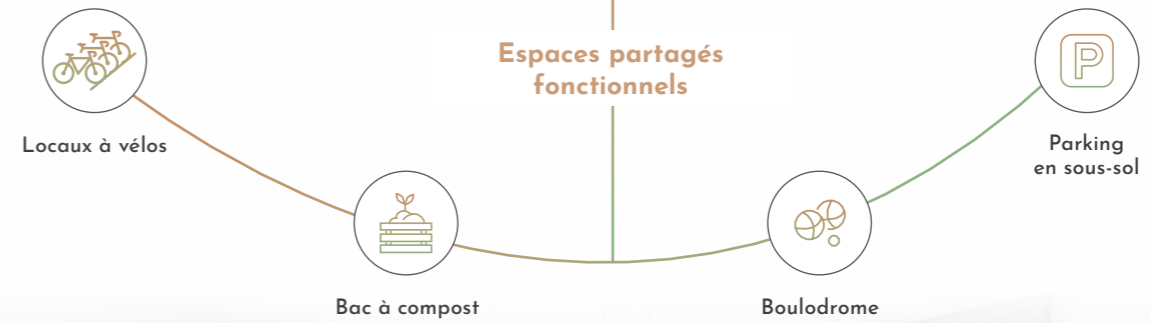 Espaces partagés
fonctionnels
P
Locaux à vélos
Parking
en sous-sol
Bac à compost
Boulodrome